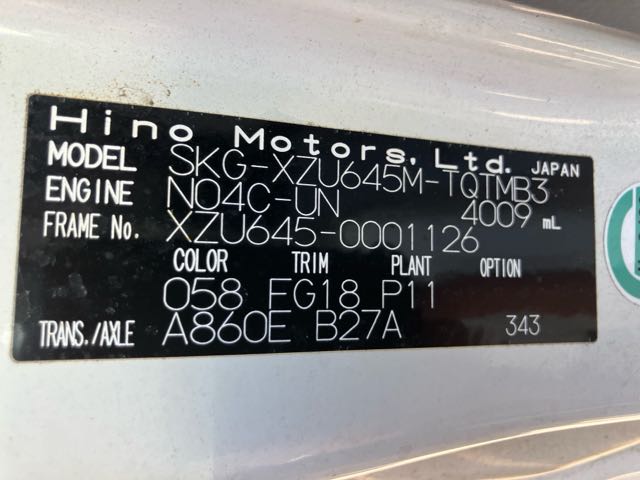 Hino Motors, Ltd. JAPAN
MODEL SKG-XZU645M-TQTMB3
ENGINE N04C-UN 4009 mL
FRAME No. XZU645-0001126
COLOR TRIM PLANT OPTION
058 FG18 P11
TRANS./AXLE A860E B27A 343